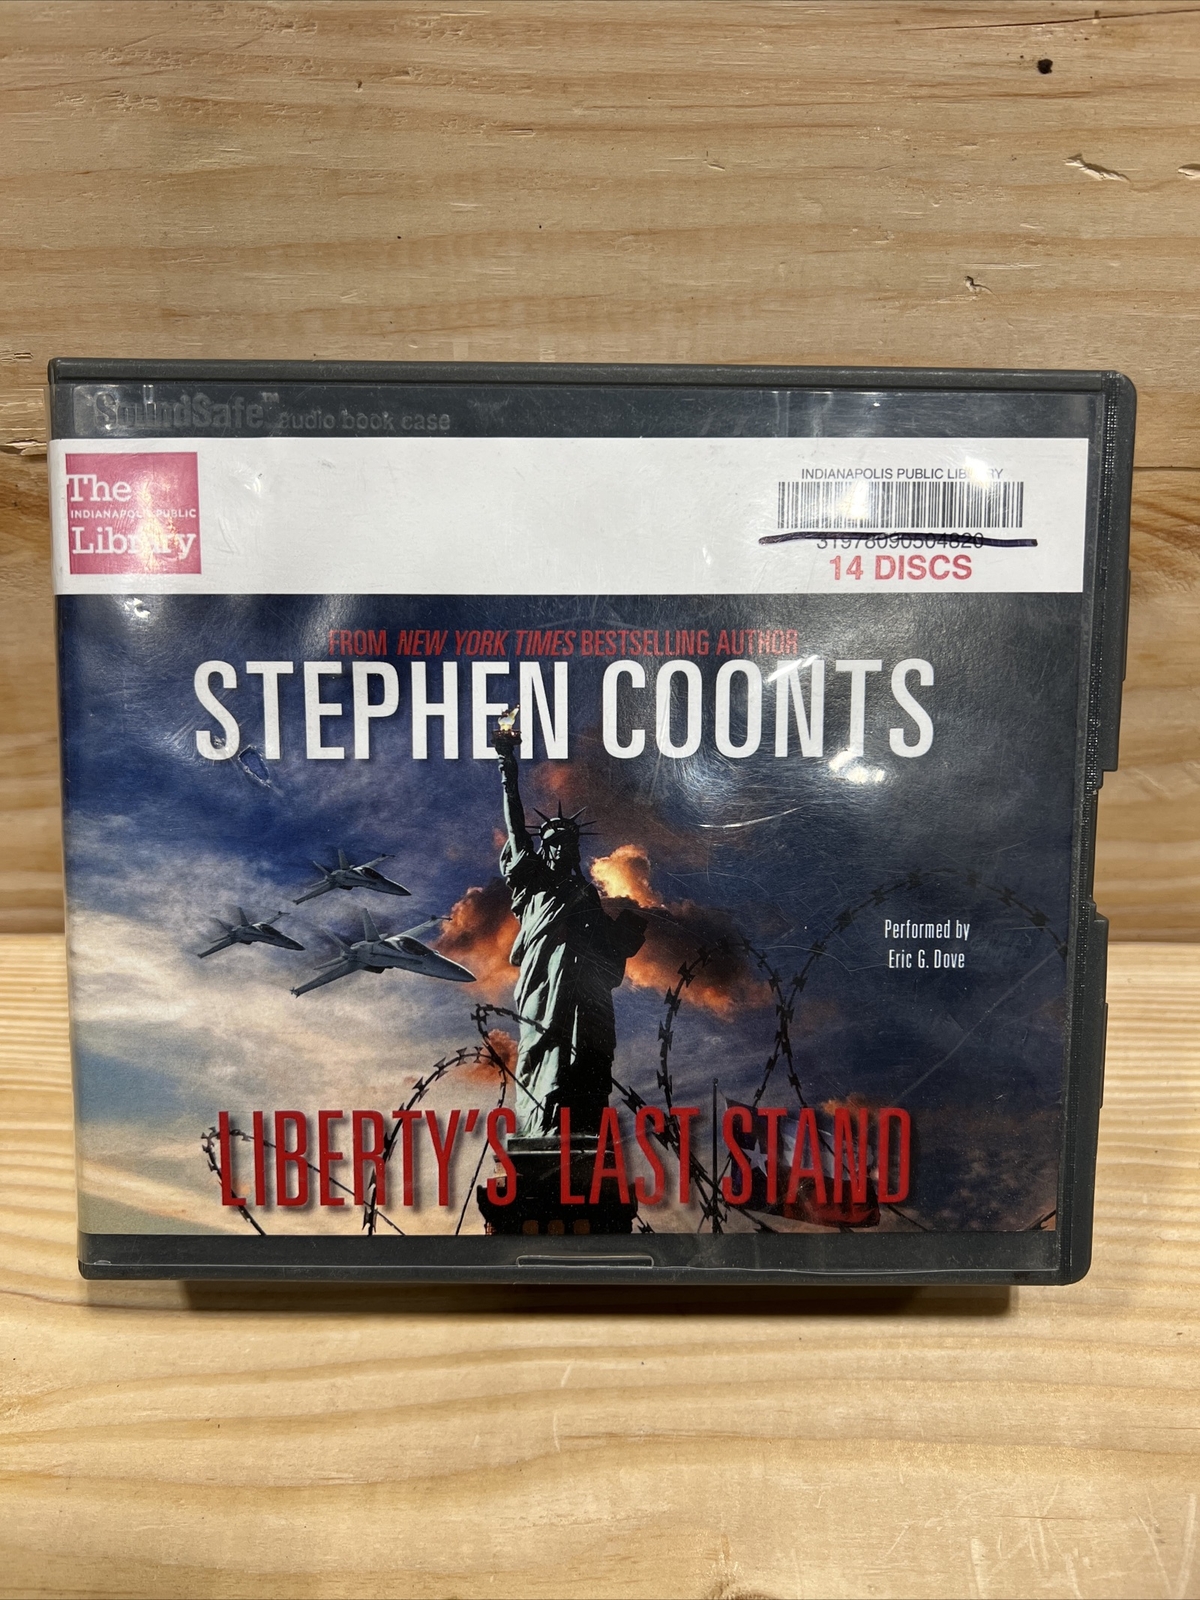 SoundSafe™ audio book case
The
INDIANAPOLIS PUBLIC
Library
INDIANAPOLIS PUBLIC LIBRARY
31978090504820
14 DISCS
FROM NEW YORK TIMES BESTSELLING AUTHOR
STEPHEN COONTS
Performed by
Eric G. Dove
LIBERTY'S LAST STAND